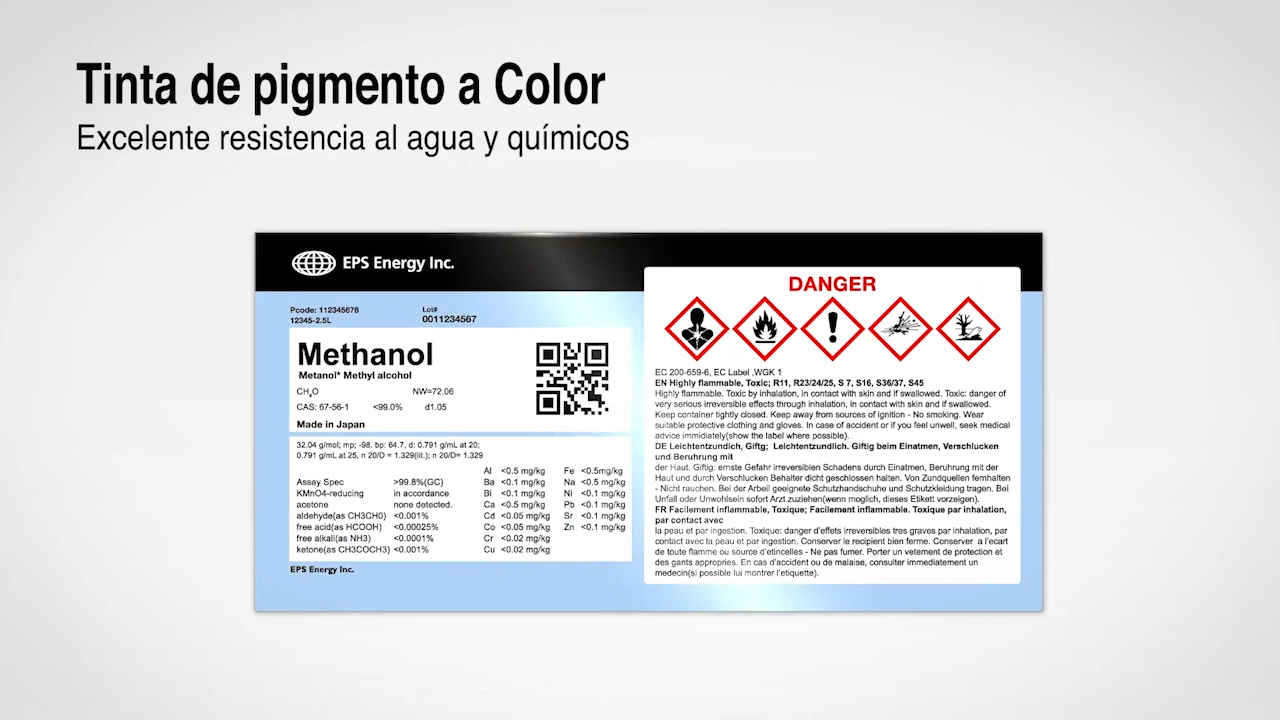 Tinta de pigmento a Color
Excelente resistencia al agua y químicos
EPS Energy Inc.
Pcode: 112345678
12345-2.5L
Lot#
0011234567
Methanol
Metanol* Methyl alcohol
CH₄O NW=72.06
CAS: 67-56-1 <99.0% d1.05
Made in Japan
32.04 g/mol; mp; -98. bp: 64.7, d: 0.791 g/mL at 20;
0.791 g/mL at 25, n 20/D = 1.329(lit.); n 20/D= 1.329
Assay Spec >99.8%(GC)
KMnO4-reducing in accordance
acetone none detected.
aldehyde(as CH3CH0) <0.001%
free acid(as HCOOH) <0.00025%
free alkali(as NH3) <0.0001%
ketone(as CH3COCH3) <0.001%
Al <0.5 mg/kg Fe <0.5mg/kg
Ba <0.1 mg/kg Na <0.5 mg/kg
Bi <0.1 mg/kg Ni <0.1 mg/kg
Ca <0.5 mg/kg Pb <0.1 mg/kg
Cd <0.05 mg/kg Sr <0.1 mg/kg
Co <0.05 mg/kg Zn <0.1 mg/kg
Cr <0.02 mg/kg
Cu <0.02 mg/kg
EPS Energy Inc.
DANGER
EC 200-659-6, EC Label ,WGK 1
EN Highly flammable, Toxic; R11, R23/24/25, S 7, S16, S36/37, S45
Highly flammable. Toxic by inhalation, in contact with skin and if swallowed. Toxic: danger of
very serious irreversible effects through inhalation, in contact with skin and if swallowed.
Keep container tightly closed. Keep away from sources of ignition - No smoking. Wear
suitable protective clothing and gloves. In case of accident or if you feel unwell, seek medical
advice immediately(show the label where possible).
DE Leichtentzundich, Giftg; Leichtentzundlich. Giftig beim Einatmen, Verschlucken
und Beruhrung mit
der Haut. Giftig: ernste Gefahr irreversiblen Schadens durch Einatmen, Beruhrung mit der
Haut und durch Verschlucken Behalter dicht geschlossen halten. Von Zundquellen fernhalten
- Nicht rauchen. Bei der Arbeit geeignete Schutzhandschuhe und Schutzkleidung tragen. Bei
Unfall oder Unwohlsein sofort Arzt zuziehen(wenn moglich, dieses Etikett vorzeigen).
FR Facilement inflammable, Toxique; Facilement inflammable. Toxique par inhalation,
par contact avec
la peau et par ingestion. Toxique: danger d'effets irreversibles tres graves par inhalation, par
contact avec la peau et par ingestion. Conserver le recipient bien ferme. Conserver a l'ecart
de toute flamme ou source d'etincelles - Ne pas fumer. Porter un vetement de protection et
des gants appropries. En cas d'accident ou de malaise, consulter immediatement un
medecin(si possible lui montrer l'etiquette).